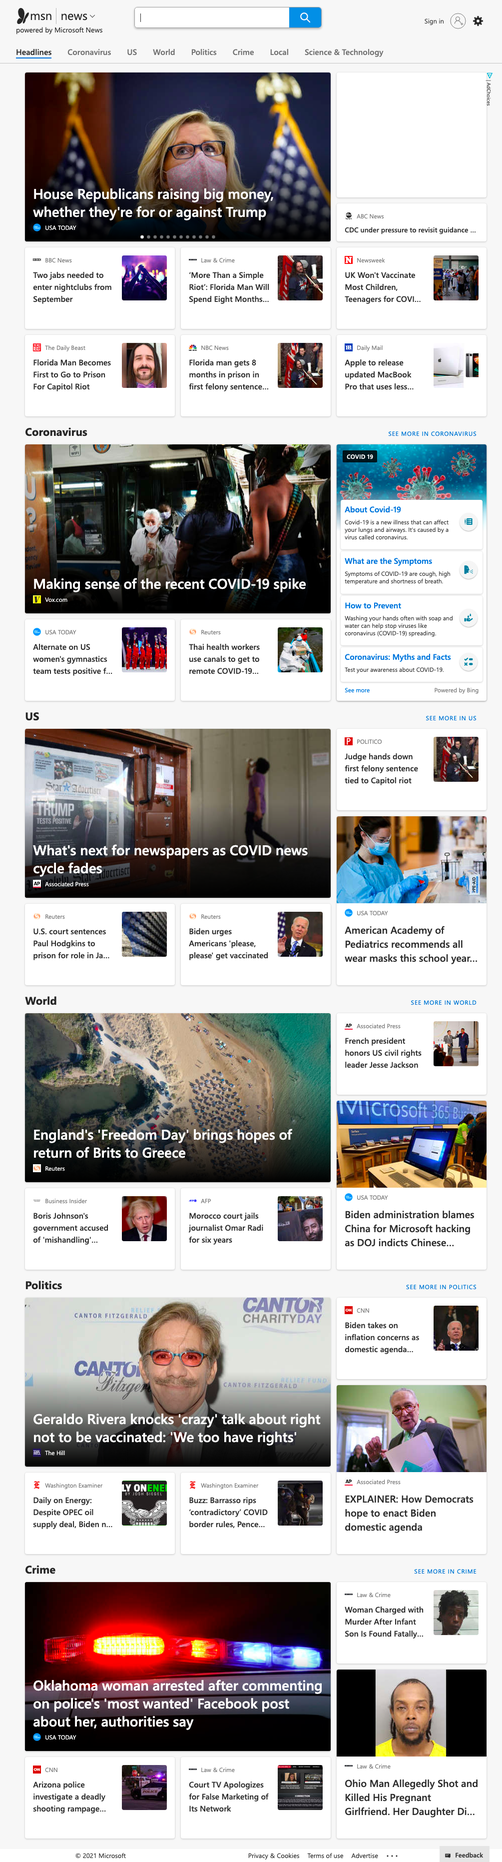 msn news
powered by Microsoft News
Sign in
Headlines Coronavirus US World Politics Crime Local Science & Technology
House Republicans raising big money,
whether they're for or against Trump
USA TODAY
AdChoices
ABC News
CDC under pressure to revisit guidance ...
BBC News
Two jabs needed to
enter nightclubs from
September
Law & Crime
'More Than a Simple
Riot': Florida Man Will
Spend Eight Months...
Newsweek
UK Won't Vaccinate
Most Children,
Teenagers for COVI...
The Daily Beast
Florida Man Becomes
First to Go to Prison
For Capitol Riot
NBC News
Florida man gets 8
months in prison in
first felony sentence...
Daily Mail
Apple to release
updated MacBook
Pro that uses less...
Coronavirus
SEE MORE IN CORONAVIRUS
Making sense of the recent COVID-19 spike
Vox.com
COVID 19
About Covid-19
Covid-19 is a new illness that can affect
your lungs and airways. It's caused by a
virus called coronavirus.
What are the Symptoms
Symptoms of COVID-19 are cough, high
temperature and shortness of breath.
How to Prevent
Washing your hands often with soap and
water can help stop viruses like
coronavirus (COVID-19) spreading.
Coronavirus: Myths and Facts
Test your awareness about COVID-19.
See more
Powered by Bing
USA TODAY
Alternate on US
women's gymnastics
team tests positive f...
Reuters
Thai health workers
use canals to get to
remote COVID-19...
US
SEE MORE IN US
TRUMP
TESTS POSITIVE
What's next for newspapers as COVID news
cycle fades
Associated Press
POLITICO
Judge hands down
first felony sentence
tied to Capitol riot
USA TODAY
American Academy of
Pediatrics recommends all
wear masks this school year...
Reuters
U.S. court sentences
Paul Hodgkins to
prison for role in Ja...
Reuters
Biden urges
Americans 'please,
please' get vaccinated
World
SEE MORE IN WORLD
England's 'Freedom Day' brings hopes of
return of Brits to Greece
Reuters
Associated Press
French president
honors US civil rights
leader Jesse Jackson
Microsoft 365
USA TODAY
Biden administration blames
China for Microsoft hacking
as DOJ indicts Chinese...
Business Insider
Boris Johnson's
government accused
of 'mishandling'...
AFP
Morocco court jails
journalist Omar Radi
for six years
Politics
SEE MORE IN POLITICS
CANTOR FITZGERALD
CANTOR
CHARITY DAY
RELIEF FUND
CANTOR FITZGERALD
Geraldo Rivera knocks 'crazy' talk about right
not to be vaccinated: 'We too have rights'
The Hill
CNN
Biden takes on
inflation concerns as
domestic agenda...
Associated Press
EXPLAINER: How Democrats
hope to enact Biden
domestic agenda
Washington Examiner
Daily on Energy:
Despite OPEC oil
supply deal, Biden n...
LY ON ENE
Washington Examiner
Buzz: Barrasso rips
'contradictory' COVID
border rules, Pence...
Crime
SEE MORE IN CRIME
Oklahoma woman arrested after commenting
on police's 'most wanted' Facebook post
about her, authorities say
USA TODAY
Law & Crime
Woman Charged with
Murder After Infant
Son Is Found Fatally...
Law & Crime
Ohio Man Allegedly Shot and
Killed His Pregnant
Girlfriend. Her Daughter Di...
CNN
Arizona police
investigate a deadly
shooting rampage...
Law & Crime
Court TV Apologizes
for False Marketing of
Its Network
© 2021 Microsoft
Privacy & Cookies Terms of use Advertise ...
Feedback